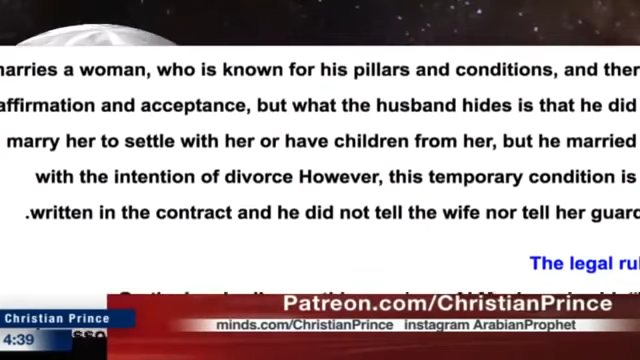 marries a woman, who is known for his pillars and conditions, and ther
affirmation and acceptance, but what the husband hides is that he did
marry her to settle with her or have children from her, but he married
with the intention of divorce However, this temporary condition is
.written in the contract and he did not tell the wife nor tell her guard
The legal ru
Patreon.com/ChristianPrince
Christian Prince
minds.com/ChristianPrince instagram ArabianProphet
4:39